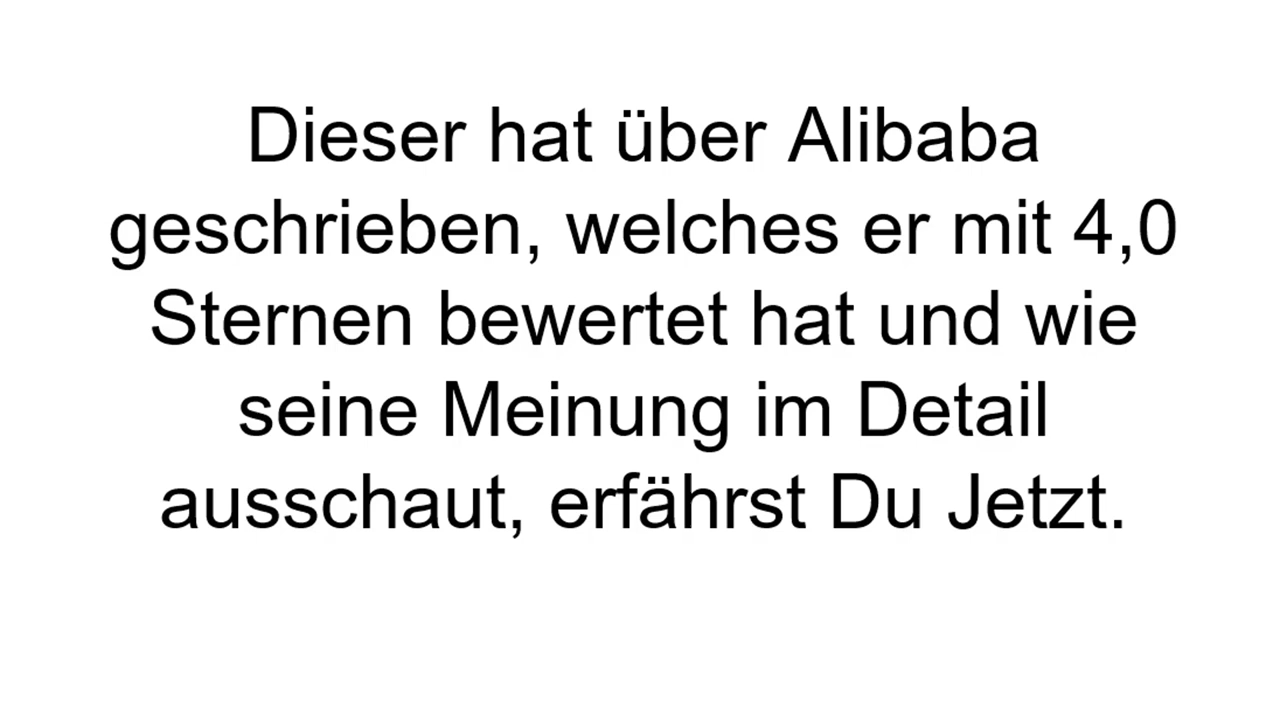 Dieser hat über Alibaba
geschrieben, welches er mit 4,0
Sternen bewertet hat und wie
seine Meinung im Detail
ausschaut, erfährst Du Jetzt.